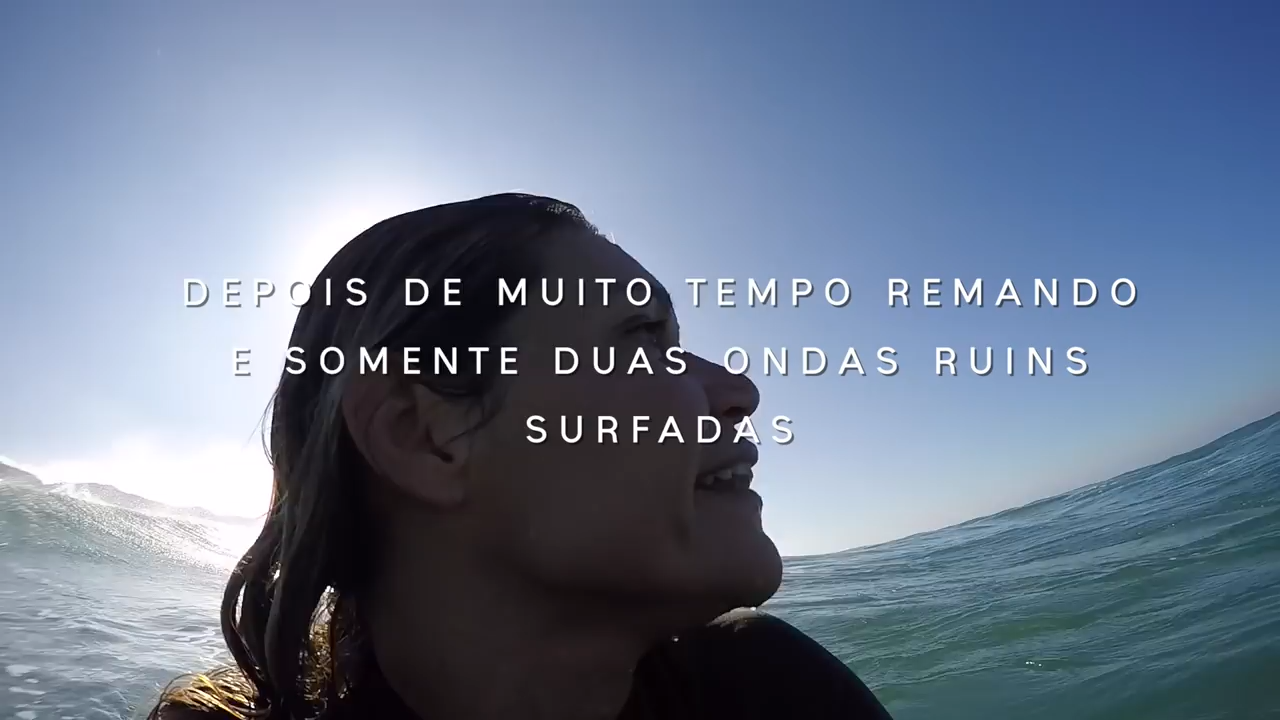 DEPOIS DE MUITO TEMPO REMANDO
E SOMENTE DUAS ONDAS RUINS
SURFADAS